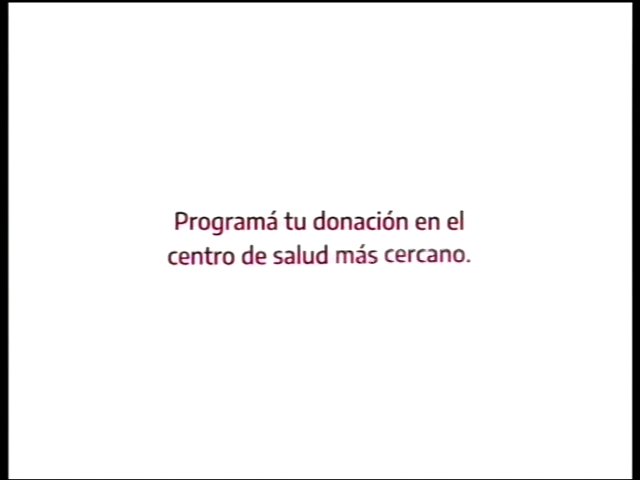 Programá tu donación en el
centro de salud más cercano.